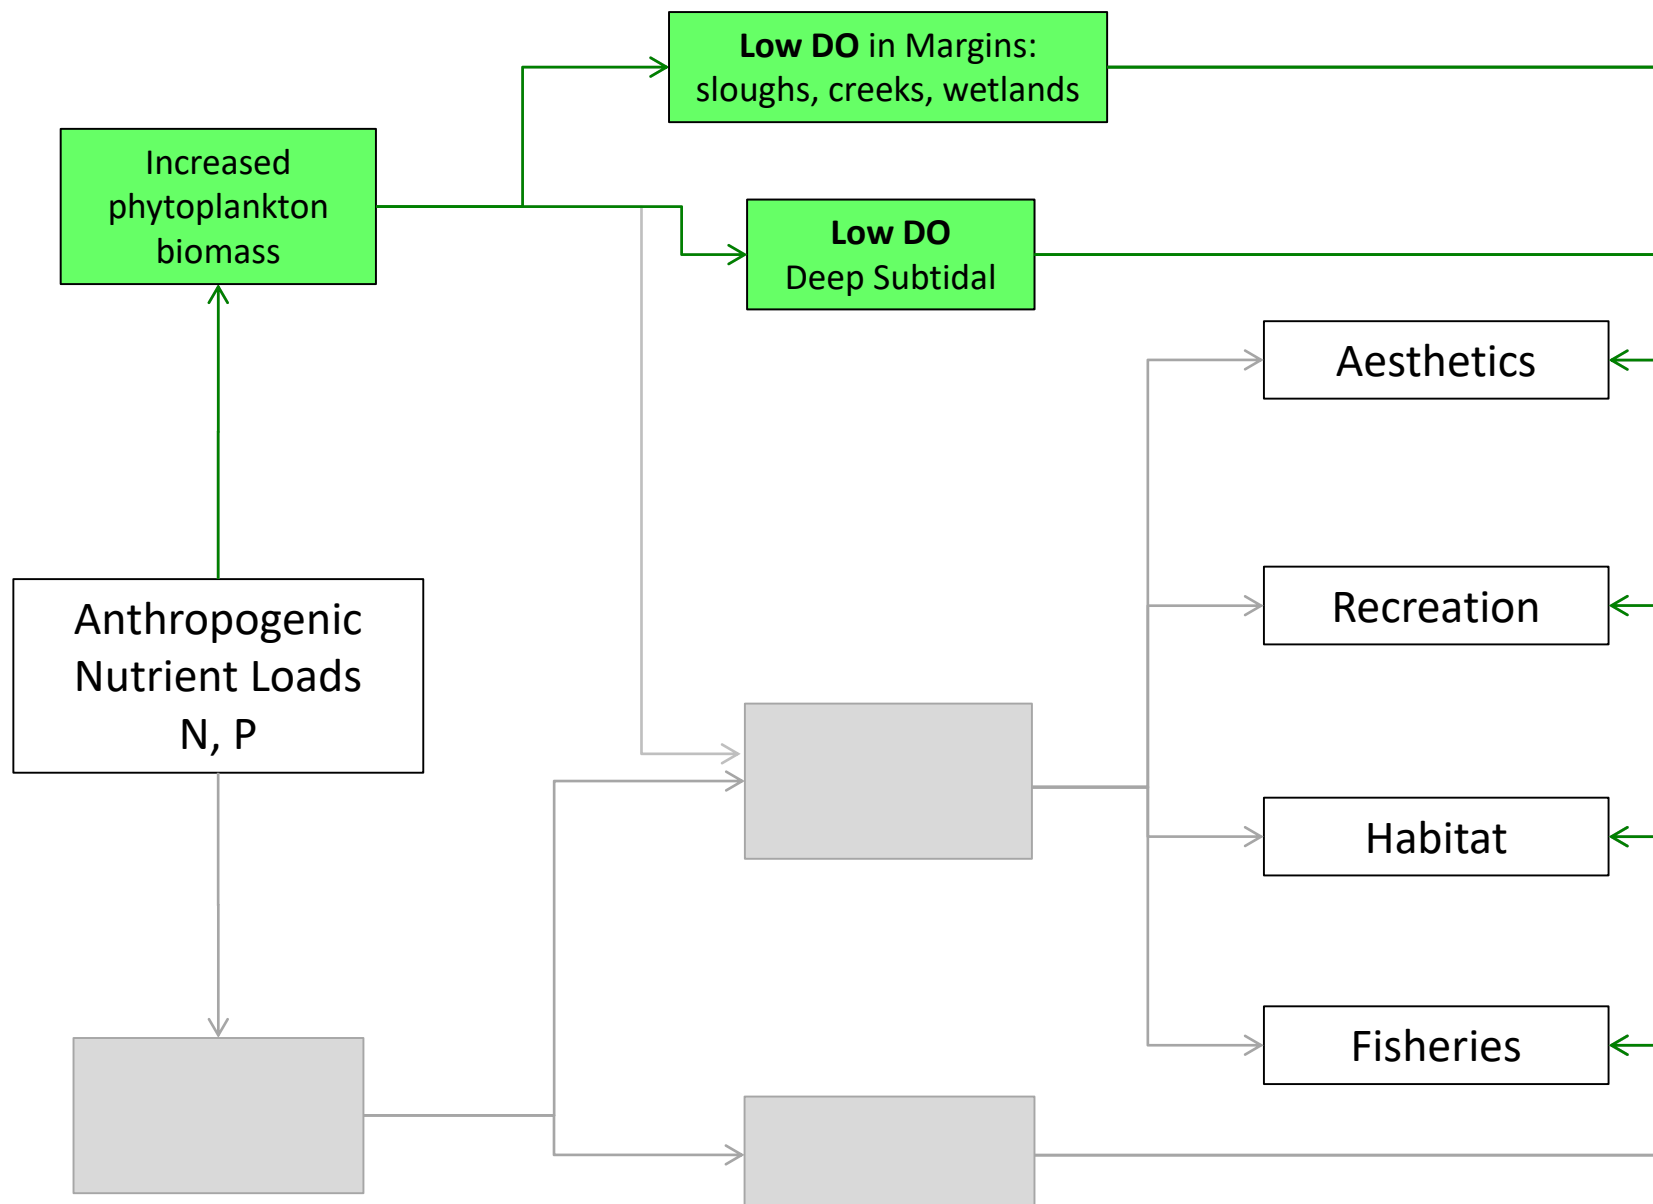 Low DO in Margins:
sloughs, creeks, wetlands
Increased
phytoplankton
biomass
Low DO
Deep Subtidal
Aesthetics
Anthropogenic
Nutrient Loads
N, P
Recreation
Habitat
Fisheries